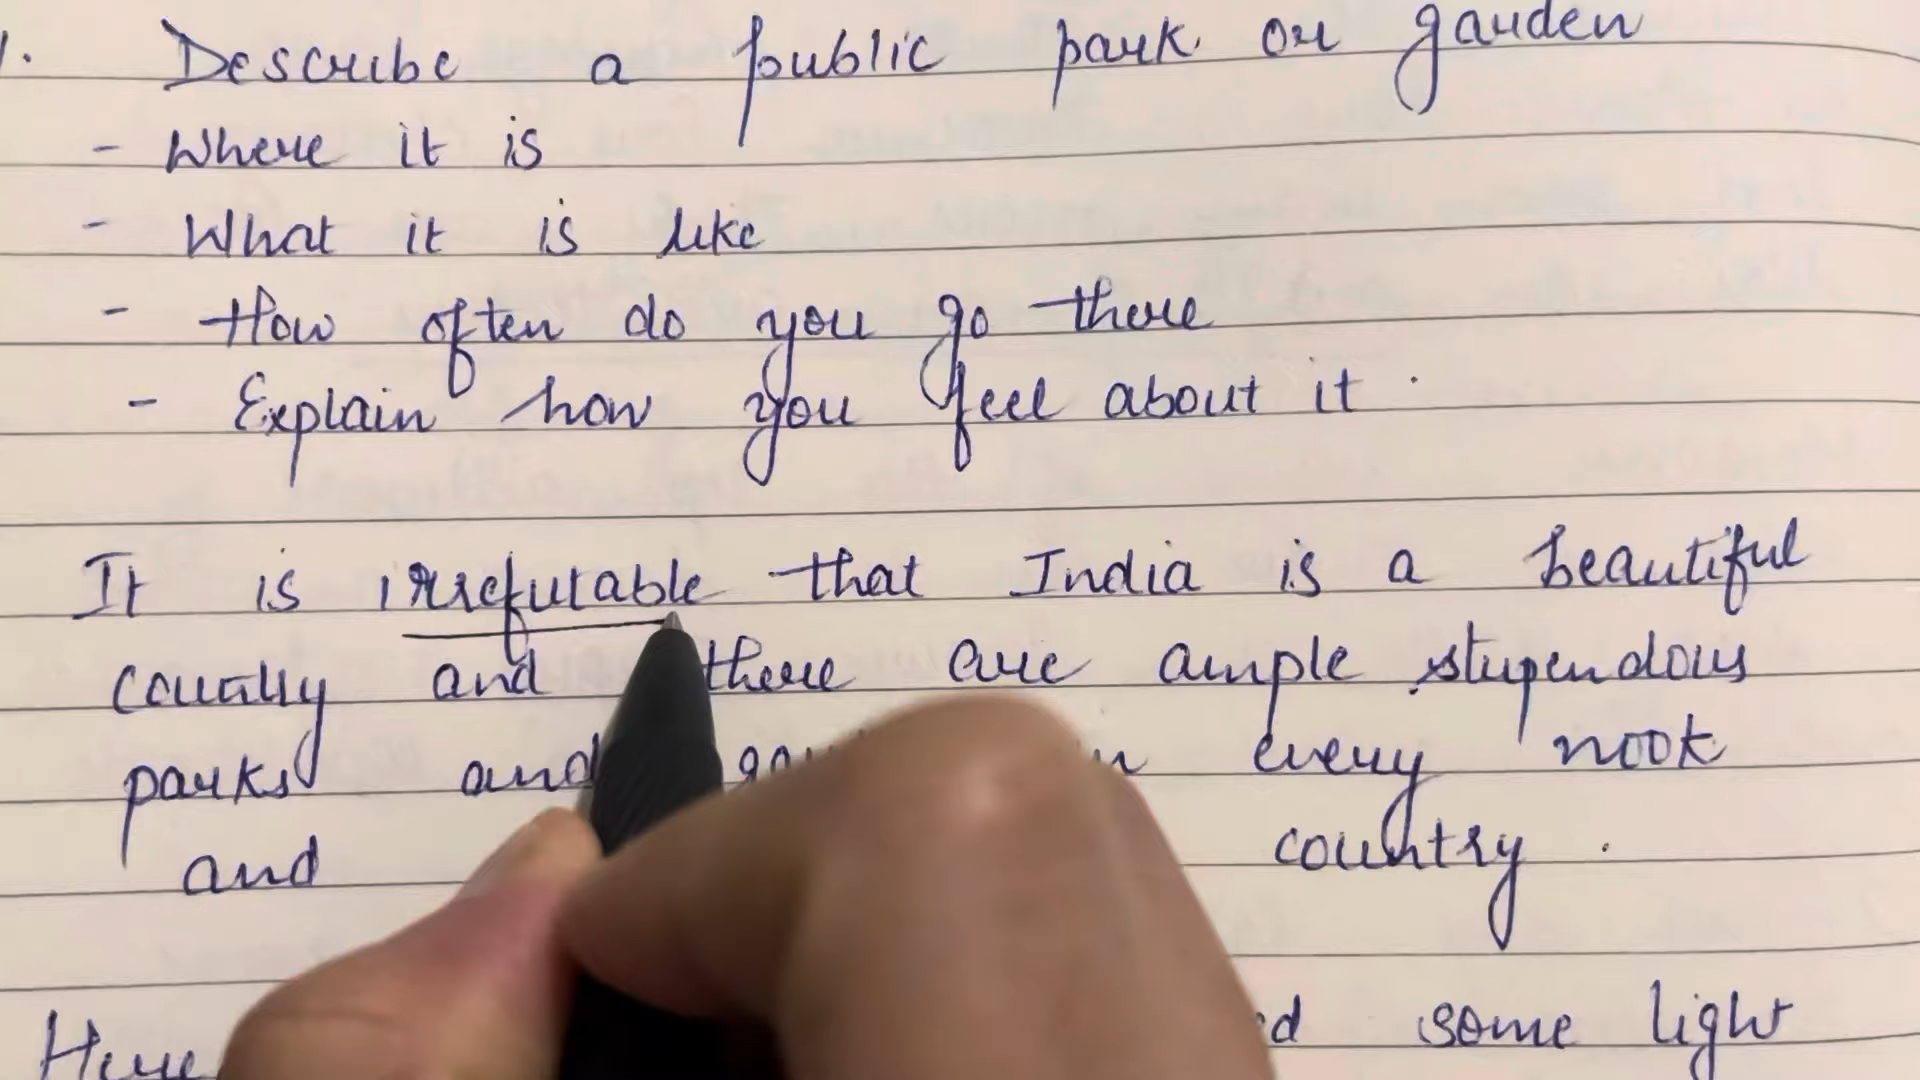 1. Describe a public park or garden
- Where it is
- What it is like
- How often do you go there
- Explain how you feel about it.
It is irrefutable that India is a beautiful
country and there are ample stupendous
parks and in every nook
and country.
Here some light